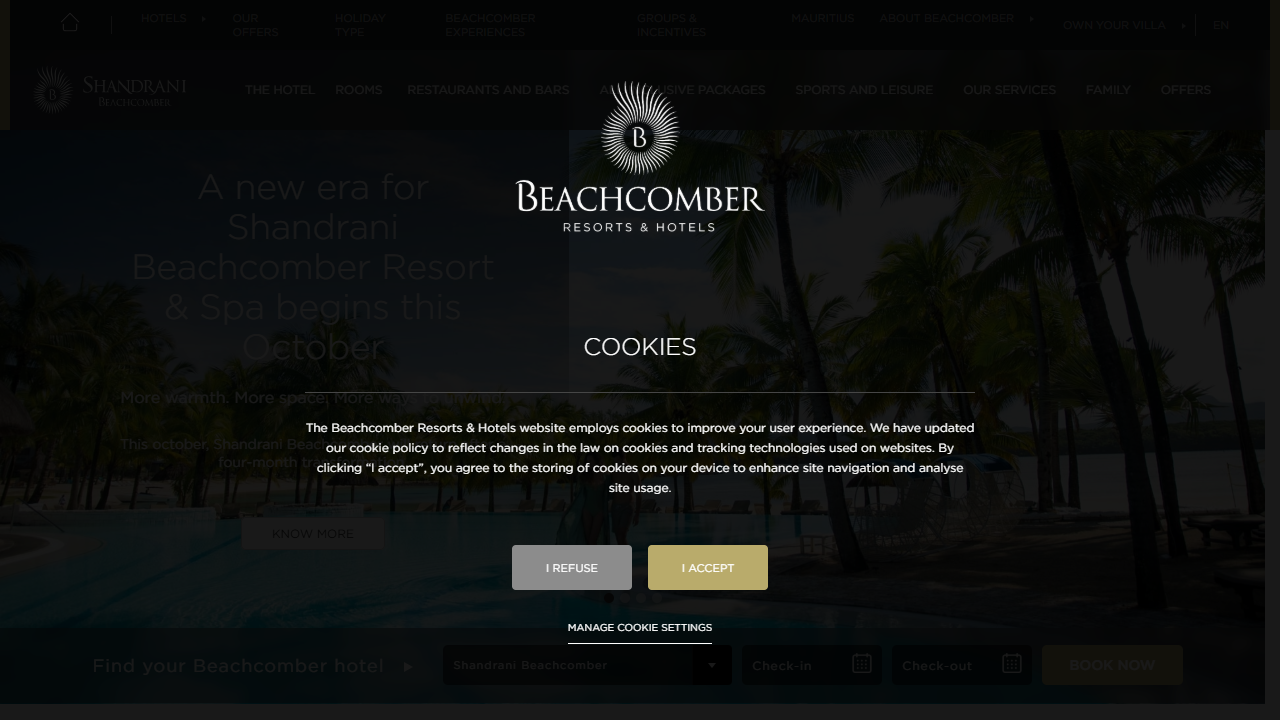 HOTELS
OUR OFFERS
HOLIDAY TYPE
BEACHCOMBER EXPERIENCES
GROUPS & INCENTIVES
MAURITIUS
ABOUT BEACHCOMBER
OWN YOUR VILLA
EN
SHANDRANI
BEACHCOMBER
THE HOTEL
ROOMS
RESTAURANTS AND BARS
PACKAGES
SPORTS AND LEISURE
OUR SERVICES
FAMILY
OFFERS
B
BEACHCOMBER
RESORTS & HOTELS
A new era for
Shandrani
Beachcomber Resort
& Spa begins this
October
More warmth. More space. More ways to unwind.
This october, Shandrani
four-month
KNOW MORE
COOKIES
The Beachcomber Resorts & Hotels website employs cookies to improve your user experience. We have updated
our cookie policy to reflect changes in the law on cookies and tracking technologies used on websites. By
clicking “I accept”, you agree to the storing of cookies on your device to enhance site navigation and analyse
site usage.
I REFUSE
I ACCEPT
MANAGE COOKIE SETTINGS
Find your Beachcomber hotel
Shandrani Beachcomber
Check-in
Check-out
BOOK NOW